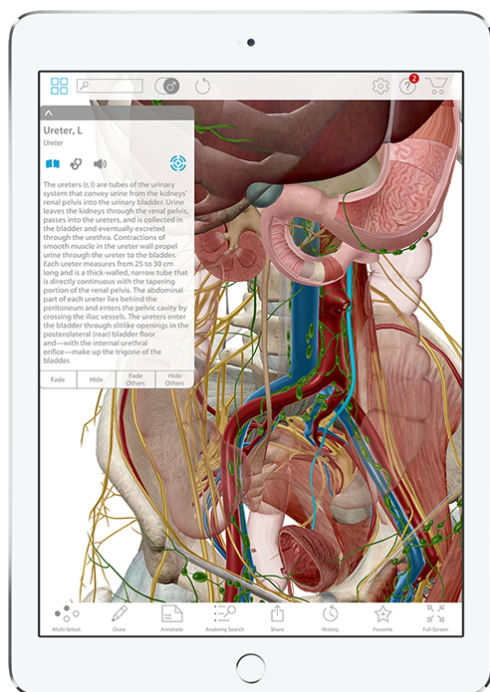 2
Ureter, L
Ureter
The ureters (r, l) are tubes of the urinary
system that convey urine from the kidneys'
renal pelvis into the urinary bladder. Urine
leaves the kidneys through the renal pelvis,
passes into the ureters, and is collected in
the bladder and eventually excreted
through the urethra. Contractions of
smooth muscle in the ureter wall propel
urine through the ureter to the bladder.
Each ureter measures from 25 to 30 cm
long and is a thick-walled, narrow tube that
is directly continuous with the tapering
portion of the renal pelvis. The abdominal
part of each ureter lies behind the
peritoneum and enters the pelvic cavity by
crossing the iliac vessels. The ureters enter
the bladder through slitlike openings in the
posterolateral (rear) bladder floor
and—with the internal urethral
orifice—make up the trigone of the
bladder.
Fade Hide Fade Others Hide Others
Multi-Select Draw Annotate Anatomy Search Share History Favorite Full Screen